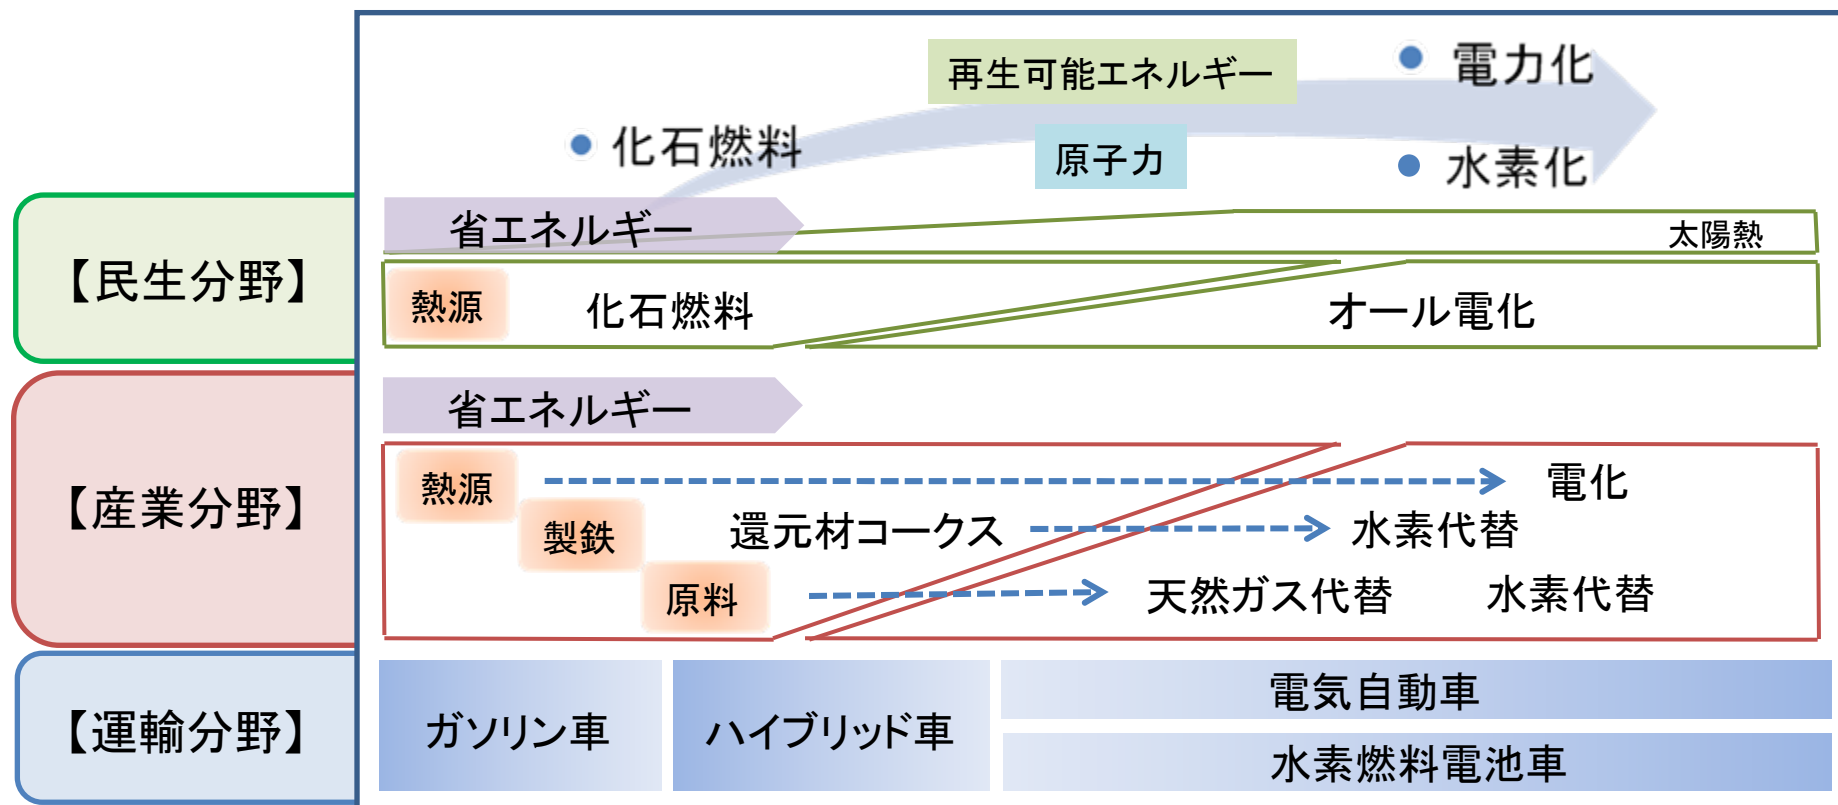 再生可能エネルギー
電力化
化石燃料
原子力
水素化
省エネルギー
太陽熱
【民生分野】
熱源
化石燃料
オール電化
省エネルギー
【産業分野】
熱源
電化
製鉄
還元材コークス
水素代替
原料
天然ガス代替
水素代替
【運輸分野】
ガソリン車
ハイブリッド車
電気自動車
水素燃料電池車